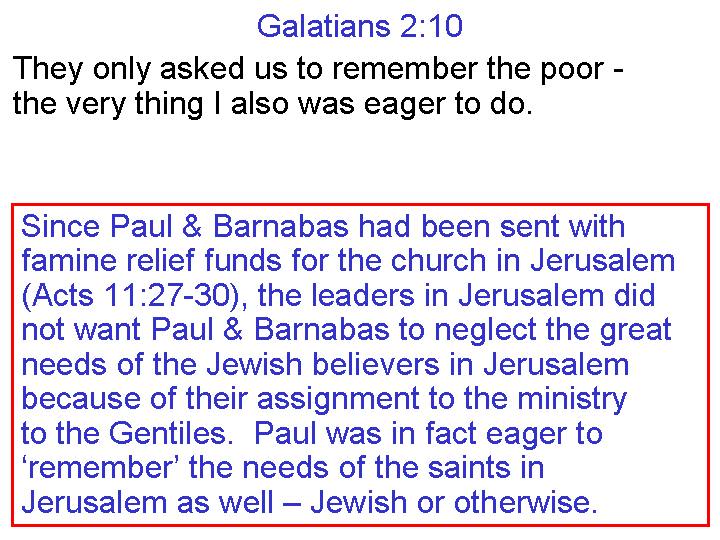 Galatians 2:10
They only asked us to remember the poor -
the very thing I also was eager to do.
Since Paul & Barnabas had been sent with
famine relief funds for the church in Jerusalem
(Acts 11:27-30), the leaders in Jerusalem did
not want Paul & Barnabas to neglect the great
needs of the Jewish believers in Jerusalem
because of their assignment to the ministry
to the Gentiles.  Paul was in fact eager to
‘remember’ the needs of the saints in
Jerusalem as well – Jewish or otherwise.